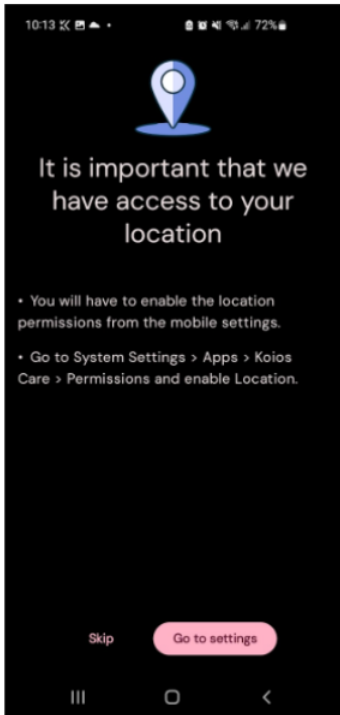 10:13
72%
It is important that we
have access to your
location
• You will have to enable the location
permissions from the mobile settings.
• Go to System Settings > Apps > Koios
Care > Permissions and enable Location.
Skip Go to settings